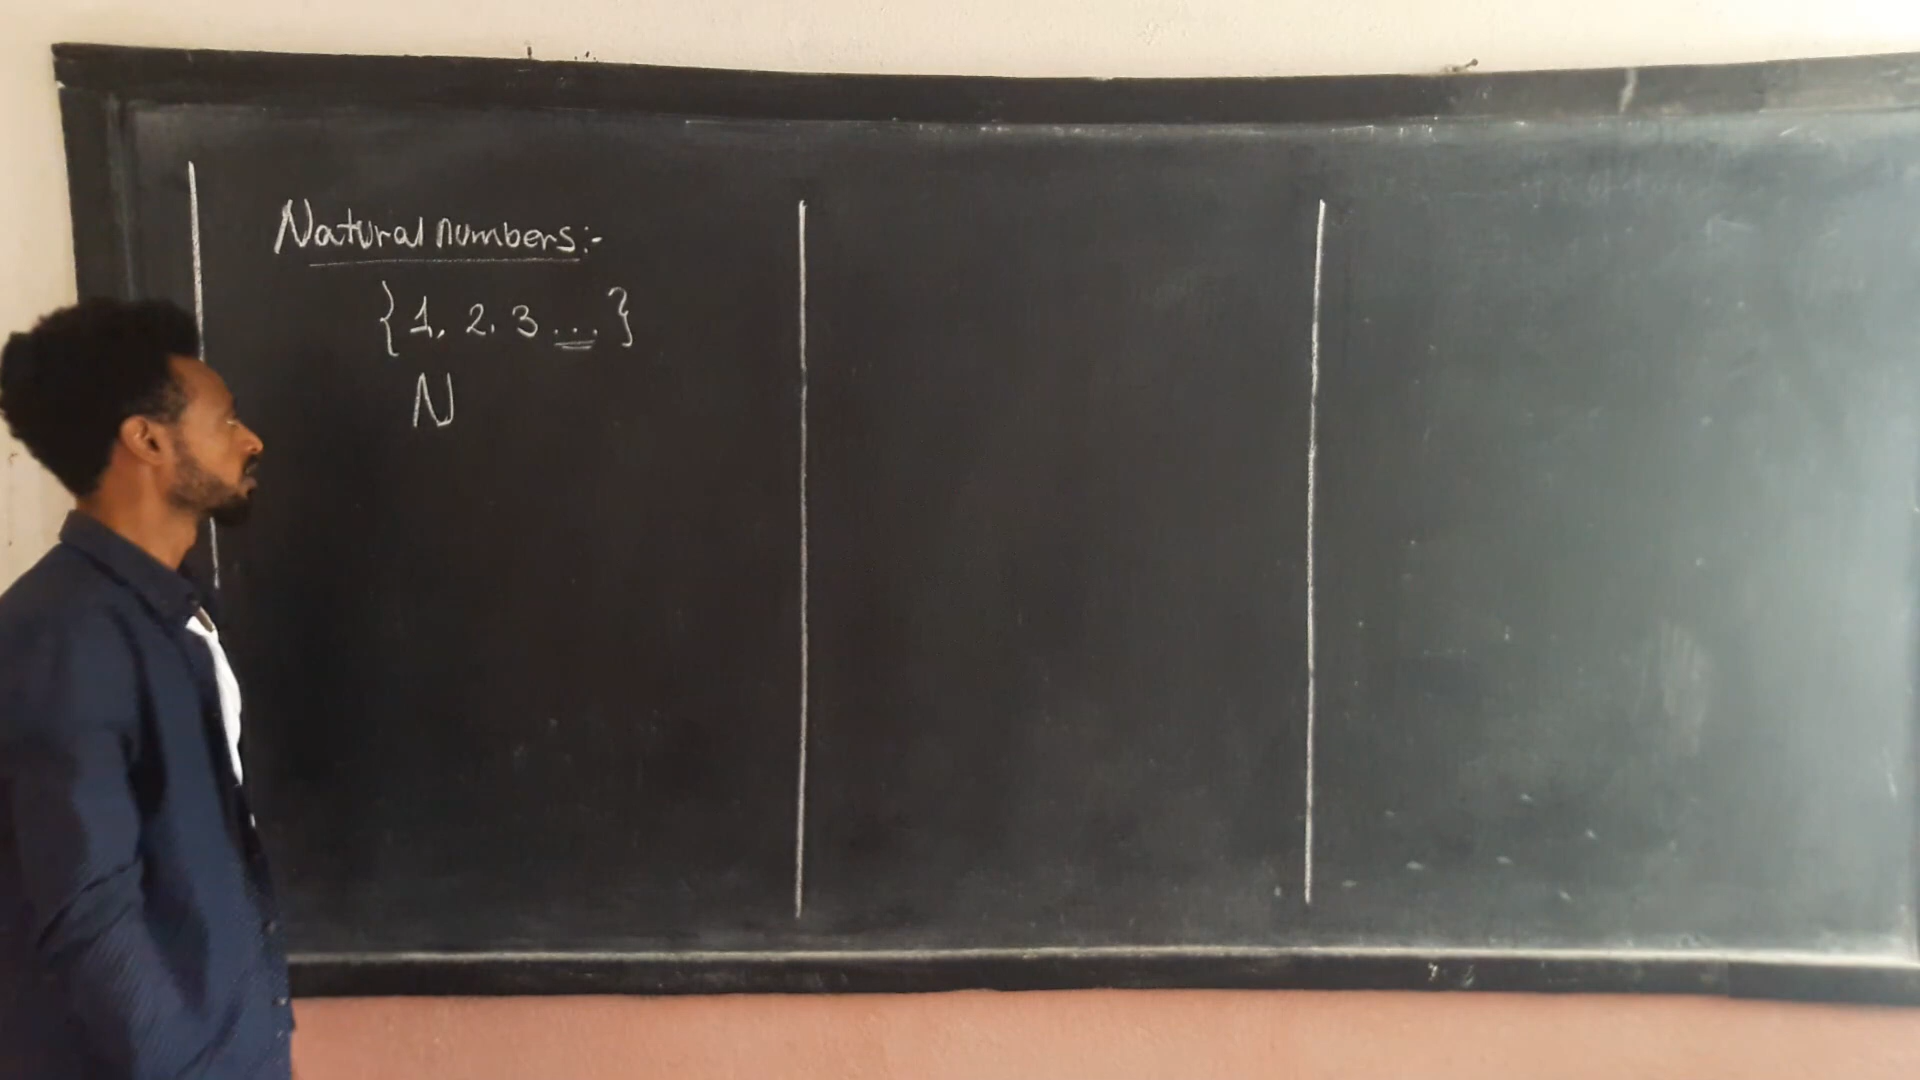 Natural numbers:-
{1, 2, 3 ... }
N